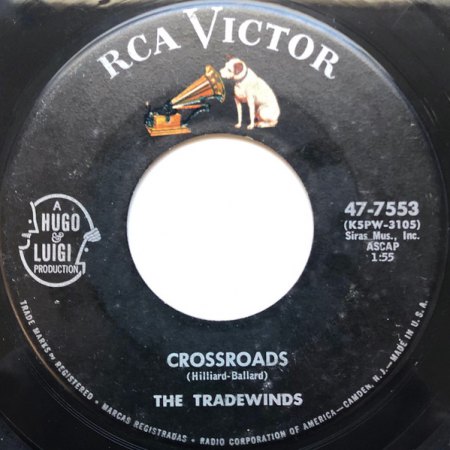 RCA VICTOR
A
HUGO
&
LUIGI
PRODUCTION
47-7553
(K5PW-3105)
Siras Mus., Inc.
ASCAP
1:55
CROSSROADS
(Hilliard-Ballard)
THE TRADEWINDS
TRADE MARKS ® REGISTERED • MARCAS REGISTRADAS • RADIO CORPORATION OF AMERICA—CAMDEN, N.J.—MADE IN U.S.A.